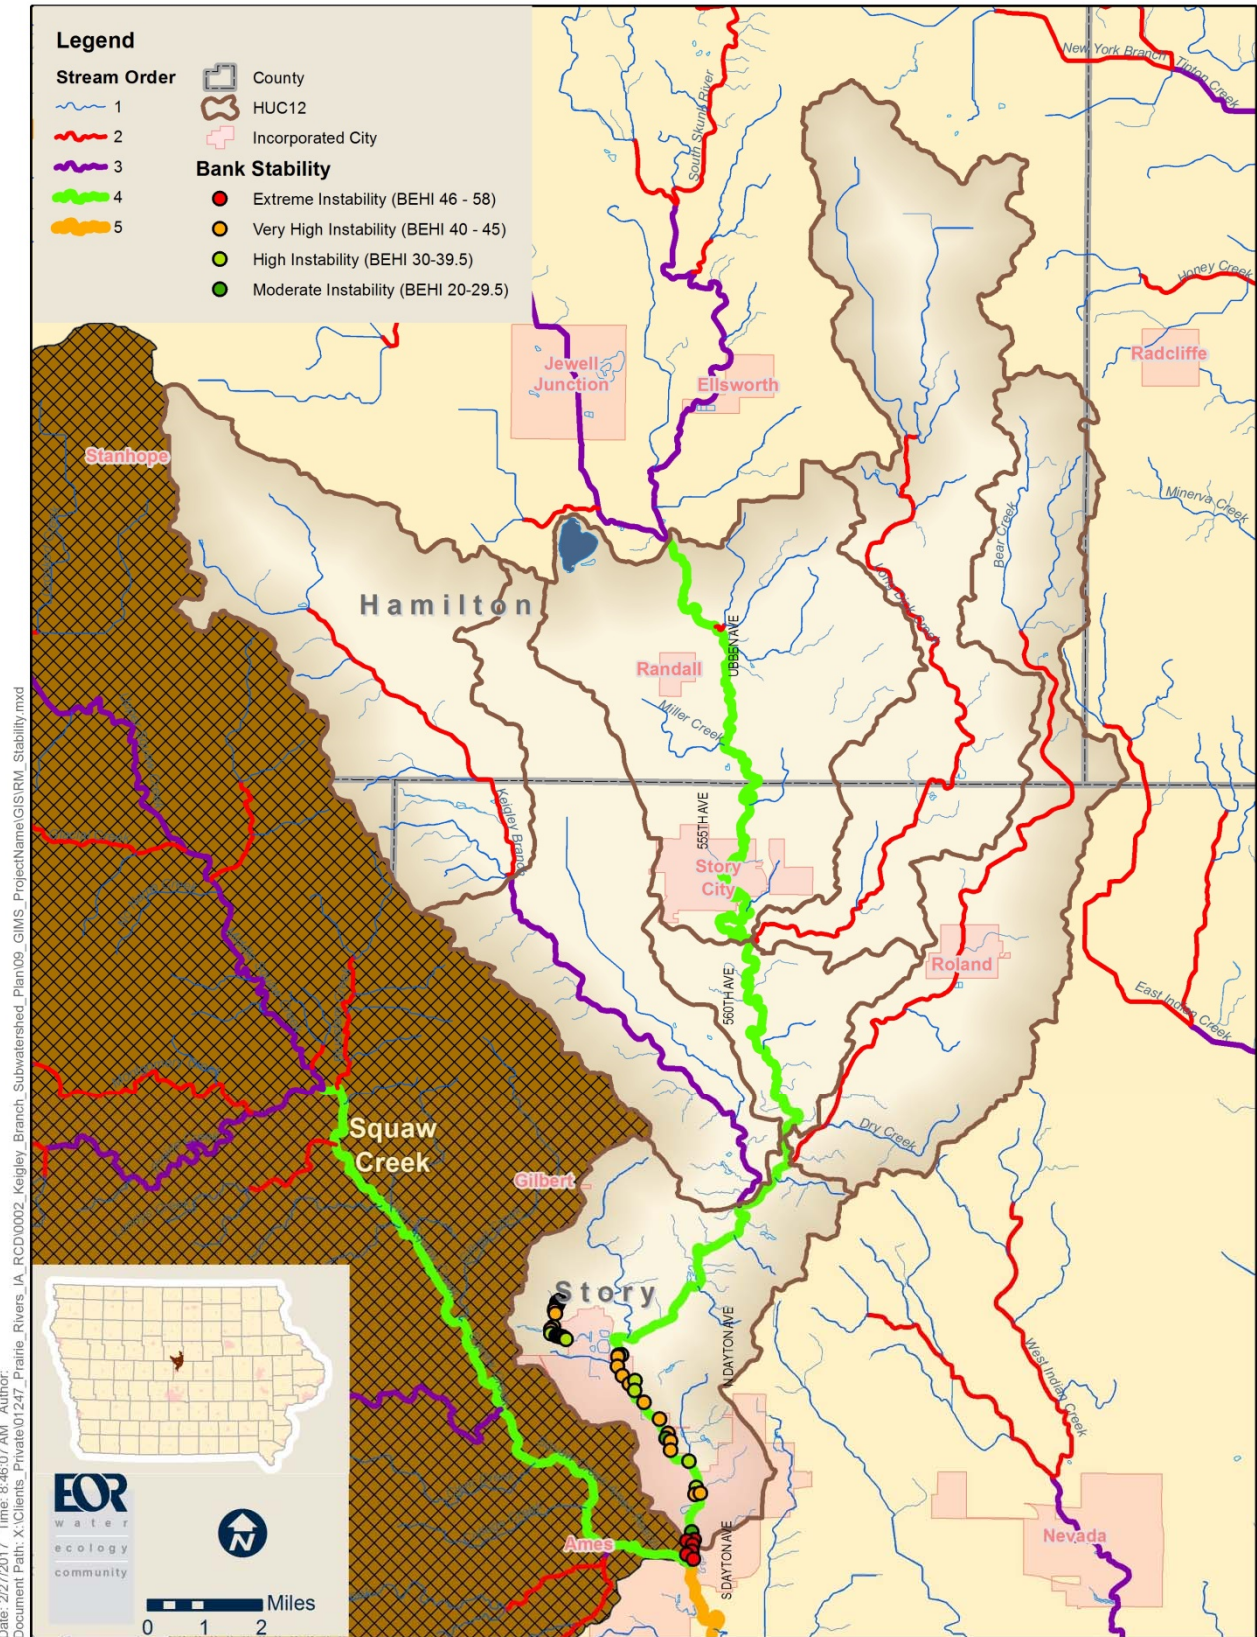 Legend
Stream Order
1
2
3
4
5
County
HUC12
Incorporated City
Bank Stability
Extreme Instability (BEHI 46 - 58)
Very High Instability (BEHI 40 - 45)
High Instability (BEHI 30-39.5)
Moderate Instability (BEHI 20-29.5)
New York Branch
Tipton Creek
South Skunk River
Honey Creek
Radcliffe
Jewell
Junction
Ellsworth
Stanhope
Minerva Creek
Bear Creek
Hamilton
UBBEN AVE
Randall
Miller Creek
Keigley Branch
555TH AVE
Story
City
Roland
560TH AVE
East Indian Creek
Squaw
Creek
Dry Creek
Gilbert
Story
N DAYTON AVE
West Indian Creek
Nevada
Ames
S DAYTON AVE
EOR
water
ecology
community
N
Miles
0 1 2
Date: 2/27/2017 Time: 8:46:07 AM Author:
Document Path: X:\Clients_Private\01247_Prairie_Rivers_IA_RCD\0002_Keigley_Branch_Subwatershed_Plan\09_GIMS_ProjectName\GIS\RM_Stability.mxd